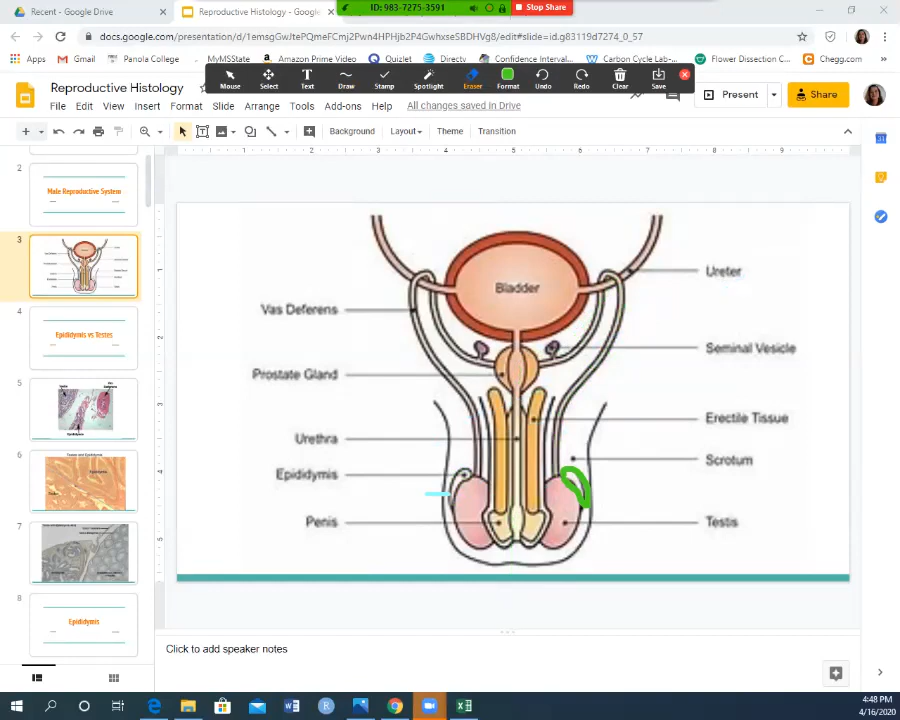 Recent - Google Drive
Reproductive Histology - Googl
ID: 983-7275-3591
Stop Share
docs.google.com/presentation/d/1emsgGwJtePQmeFCmj2Pwn4HPHjb2P4GwhxseSBDHVg8/edit#slide=id.g83119d7274_0_57
Apps
Gmail
Panola College
MyMSState
Amazon Prime Video
Quizlet
Directv
Confidence Interval...
Carbon Cycle Lab-...
Flower Dissection C...
Chegg.com
»
Mouse
Select
Text
Draw
Stamp
Spotlight
Eraser
Format
Undo
Redo
Clear
Save
Reproductive Histology
File Edit View Insert Format Slide Arrange Tools Add-ons Help All changes saved in Drive
Present
Share
Background
Layout
Theme
Transition
2
Male Reproductive System
3
4
Epididymis vs Testes
5
6
7
8
Epididymis
Bladder
Ureter
Vas Deferens
Seminal Vesicle
Prostate Gland
Erectile Tissue
Urethra
Scrotum
Epididymis
Penis
Testis
Click to add speaker notes
4:48 PM
4/16/2020